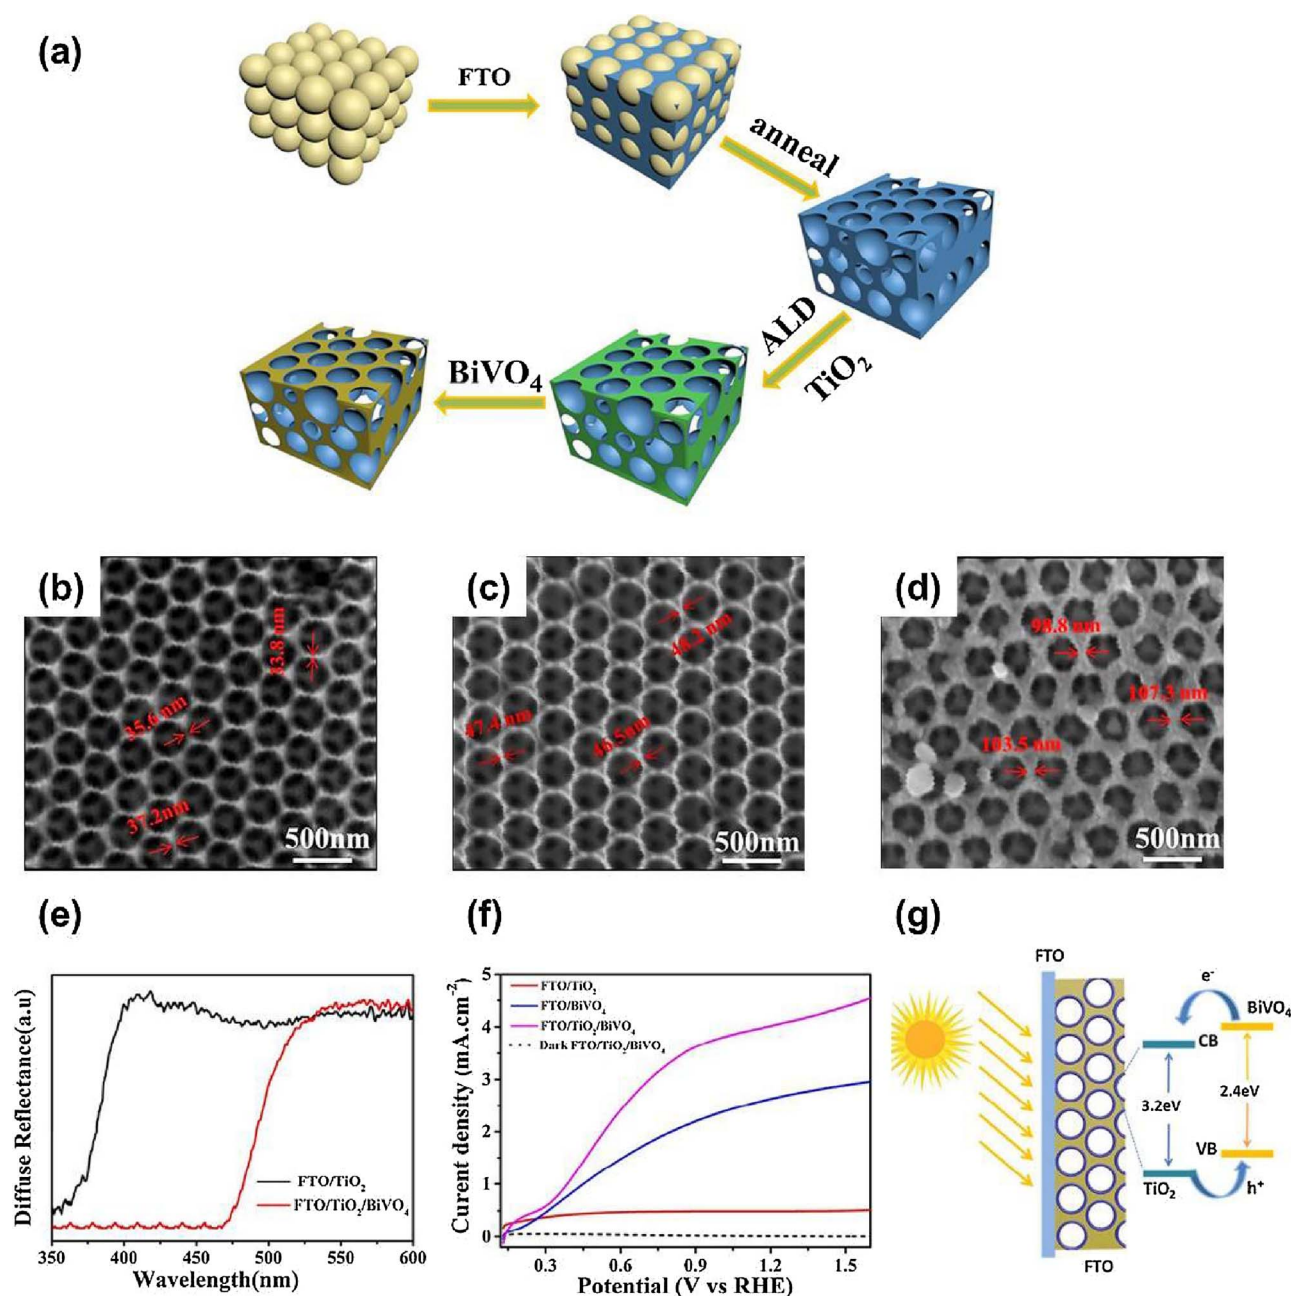 (a)
FTO
anneal
ALD
TiO₂
BiVO₄
(b)
33.8 nm
35.6 nm
37.2nm
500nm
(c)
48.2 nm
47.4 nm
46.5nm
500nm
(d)
98.8 nm
107.3 nm
103.5 nm
500nm
(e)
Diffuse Reflectance(a.u)
FTO/TiO₂
FTO/TiO₂/BiVO₄
350 400 450 500 550 600
Wavelength(nm)
(f)
Curent density (mA.cm⁻²)
5
4
3
2
1
0
FTO/TiO₂
FTO/BiVO₄
FTO/TiO₂/BiVO₄
Dark FTO/TiO₂/BiVO₄
0.3 0.6 0.9 1.2 1.5
Potential (V vs RHE)
(g)
FTO
e⁻
BiVO₄
CB
3.2eV
2.4eV
VB
TiO₂
h⁺
FTO